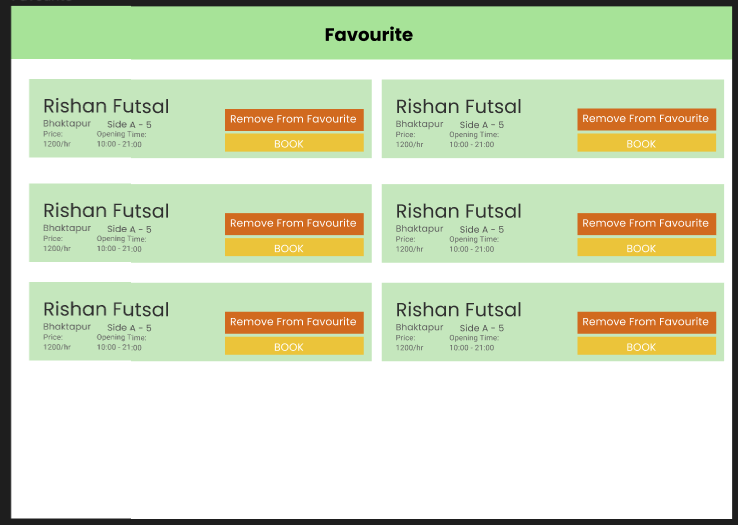 Favourite
Rishan Futsal
Bhaktapur Side A - 5
Price: Opening Time:
1200/hr 10:00 - 21:00
Remove From Favourite
BOOK
Rishan Futsal
Bhaktapur Side A - 5
Price: Opening Time:
1200/hr 10:00 - 21:00
Remove From Favourite
BOOK
Rishan Futsal
Bhaktapur Side A - 5
Price: Opening Time:
1200/hr 10:00 - 21:00
Remove From Favourite
BOOK
Rishan Futsal
Bhaktapur Side A - 5
Price: Opening Time:
1200/hr 10:00 - 21:00
Remove From Favourite
BOOK
Rishan Futsal
Bhaktapur Side A - 5
Price: Opening Time:
1200/hr 10:00 - 21:00
Remove From Favourite
BOOK
Rishan Futsal
Bhaktapur Side A - 5
Price: Opening Time:
1200/hr 10:00 - 21:00
Remove From Favourite
BOOK